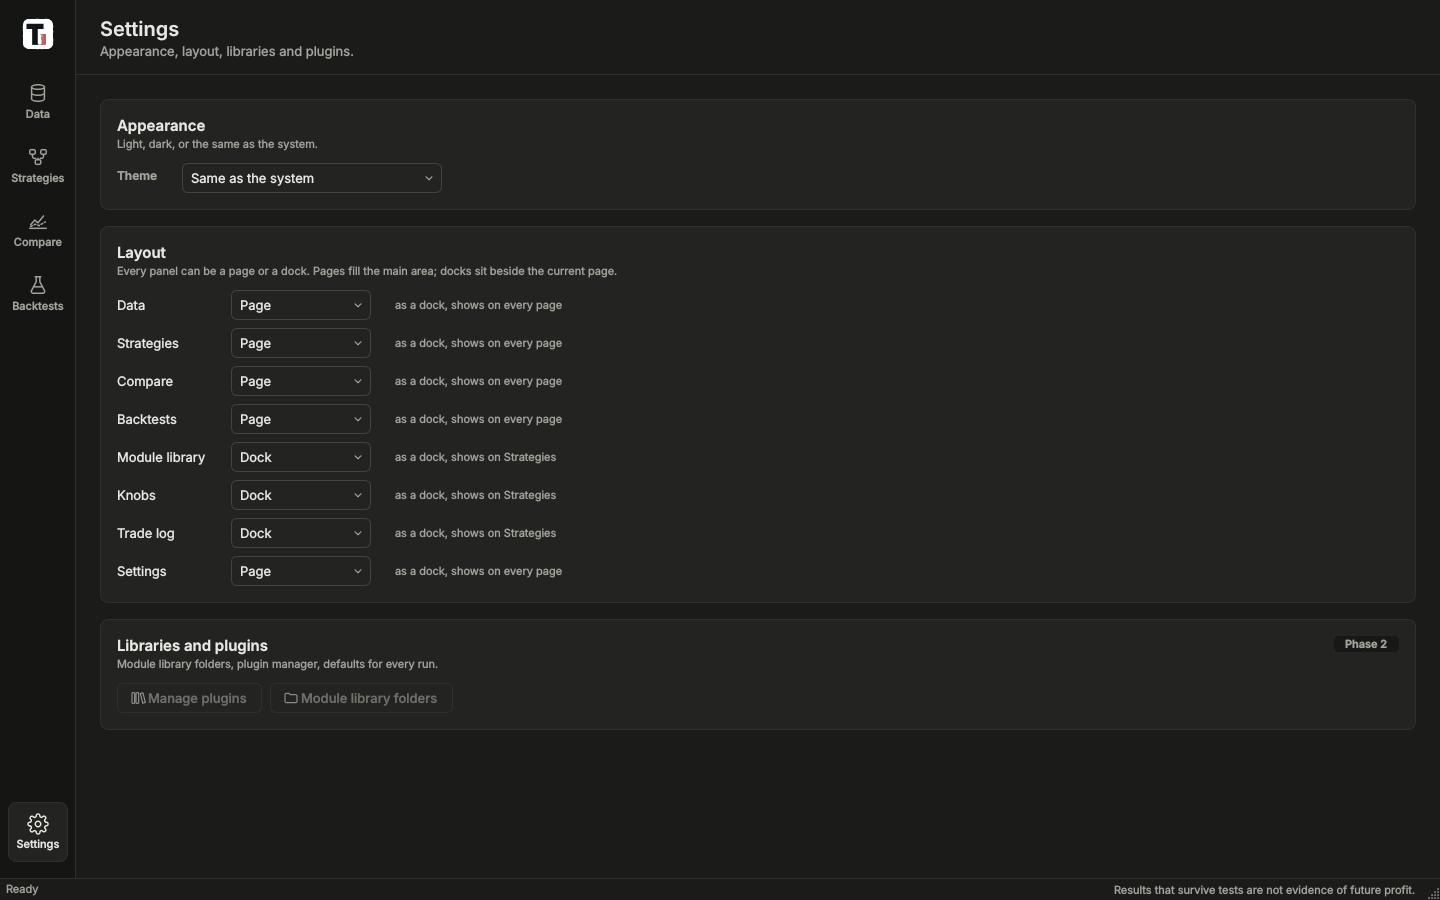 Ti
Settings
Appearance, layout, libraries and plugins.
Data
Strategies
Compare
Backtests
Appearance
Light, dark, or the same as the system.
Theme Same as the system
Layout
Every panel can be a page or a dock. Pages fill the main area; docks sit beside the current page.
Data Page as a dock, shows on every page
Strategies Page as a dock, shows on every page
Compare Page as a dock, shows on every page
Backtests Page as a dock, shows on every page
Module library Dock as a dock, shows on Strategies
Knobs Dock as a dock, shows on Strategies
Trade log Dock as a dock, shows on Strategies
Settings Page as a dock, shows on every page
Libraries and plugins Phase 2
Module library folders, plugin manager, defaults for every run.
Manage plugins Module library folders
Settings
Ready Results that survive tests are not evidence of future profit.